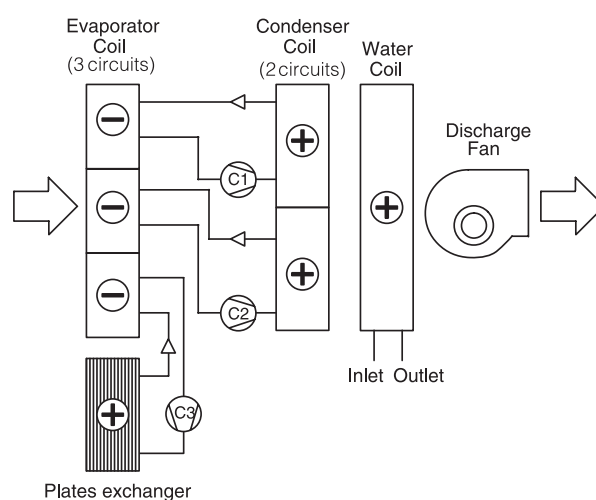 Evaporator
Coil
(3 circuits)
Condenser
Coil
(2 circuits)
Water
Coil
Discharge
Fan
C1
C2
Inlet Outlet
C3
Plates exchanger